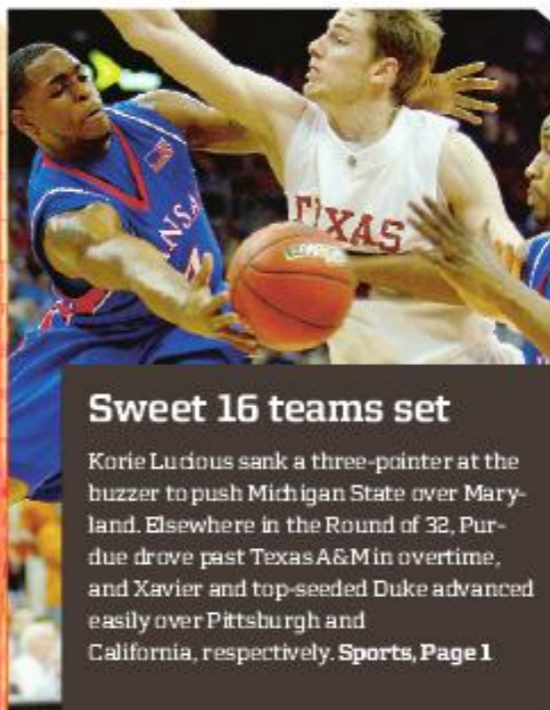 KANSA
TEXAS
Sweet 16 teams set
Korie Lucious sank a three-pointer at the
buzzer to push Michigan State over Mary-
land. Elsewhere in the Round of 32, Pur-
due drove past Texas A&M in overtime,
and Xavier and top-seeded Duke advanced
easily over Pittsburgh and
California, respectively. Sports, Page 1